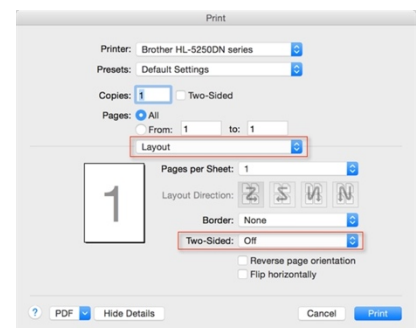 Print
Printer: Brother HL-5250DN series
Presets: Default Settings
Copies: 1 Two-Sided
Pages: All
From: 1 to: 1
Layout
Pages per Sheet: 1
1
Layout Direction:
Border: None
Two-Sided: Off
Reverse page orientation
Flip horizontally
? PDF Hide Details Cancel Print